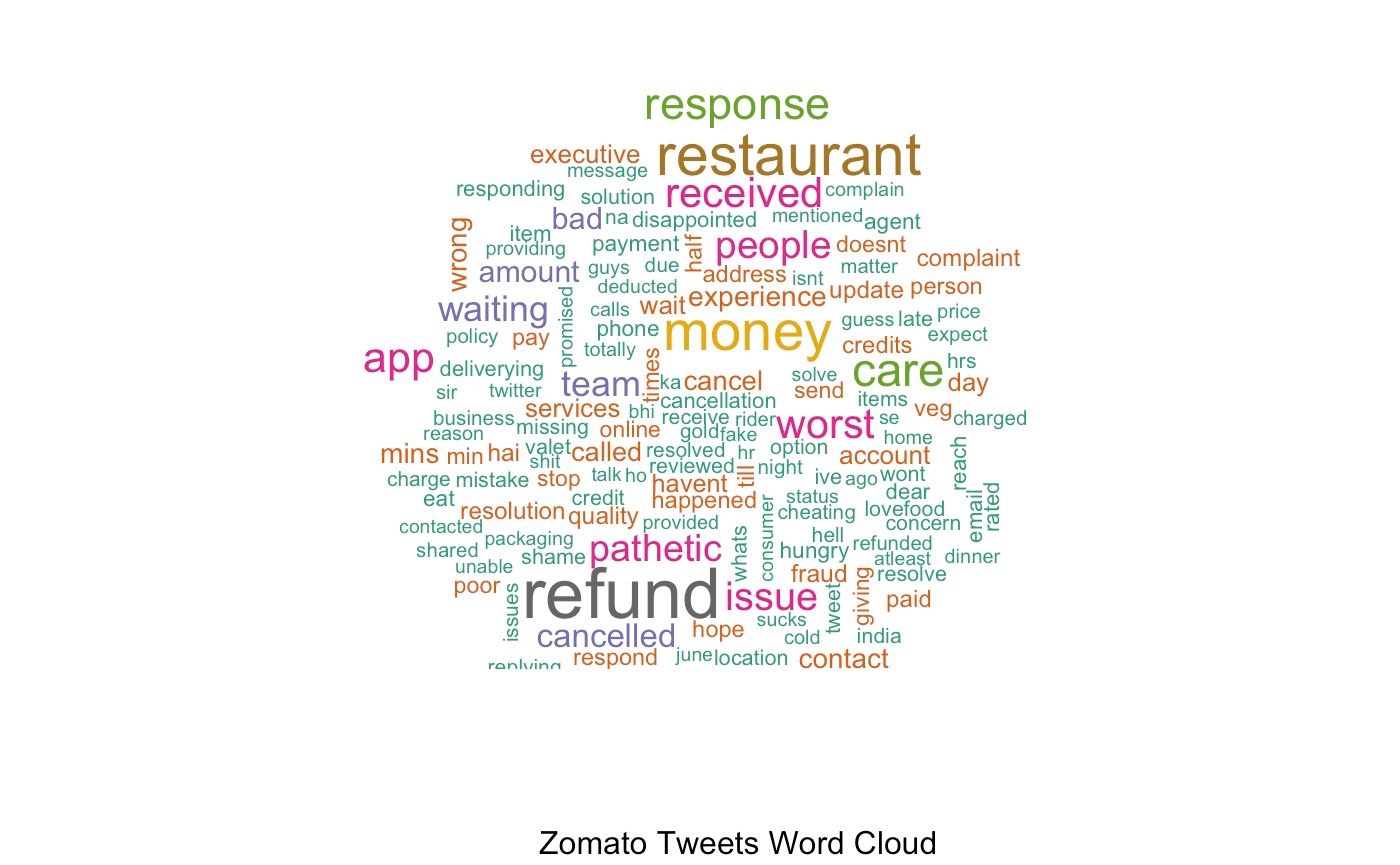 response
executive restaurant
message
responding solution received complain
bad na disappointed mentioned agent
wrong item providing payment half people doesnt complaint
amount guys due address isnt matter
deducted experience update person
waiting promised calls wait
policy pay phone money guess late price
totally credits expect
app deliverying times care hrs
sir twitter team ka cancel solve send day
cancellation items
services bhi receive rider worst se veg charged
business missing online gold fake
reason home
mins min hai valet called resolved hr option account reach
shit reviewed till night
charge mistake stop talk ho havent ive ago wont
eat credit happened status dear email rated
resolution quality provided consumer cheating lovefood
contacted concern
packaging whats hell
shared shame pathetic hungry refunded
unable atleast dinner
poor fraud resolve
issues refund issue tweet giving paid
sucks
cancelled hope cold india
replying respond june location contact
Zomato Tweets Word Cloud